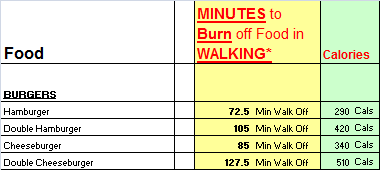 MINUTES to
Burn off Food in
Food WALKING* Calories
BURGERS
Hamburger 72.5 Min Walk Off 290 Cals
Double Hamburger 105 Min Walk Off 420 Cals
Cheeseburger 85 Min Walk Off 340 Cals
Double Cheeseburger 127.5 Min Walk Off 510 Cals